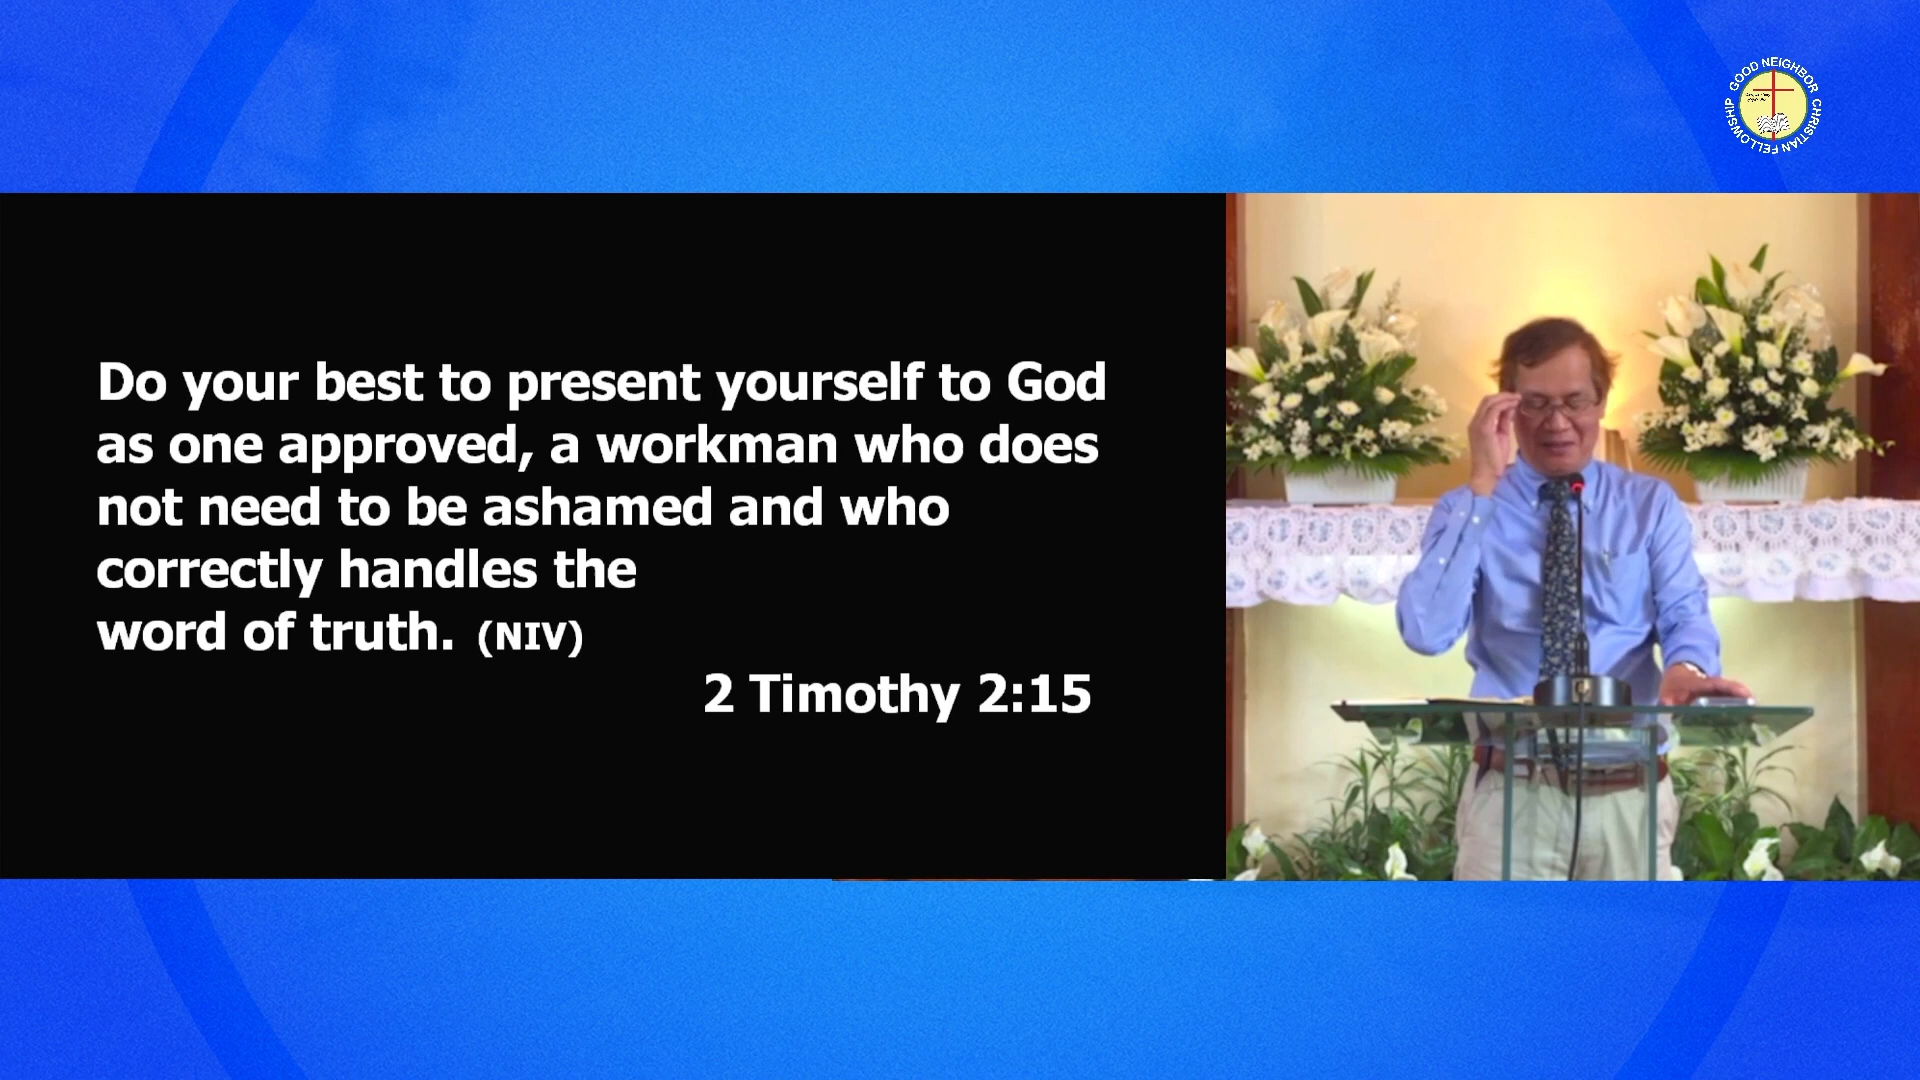 GOOD NEIGHBOR CHRISTIAN FELLOWSHIP
Do your best to present yourself to God
as one approved, a workman who does
not need to be ashamed and who
correctly handles the
word of truth. (NIV)
2 Timothy 2:15